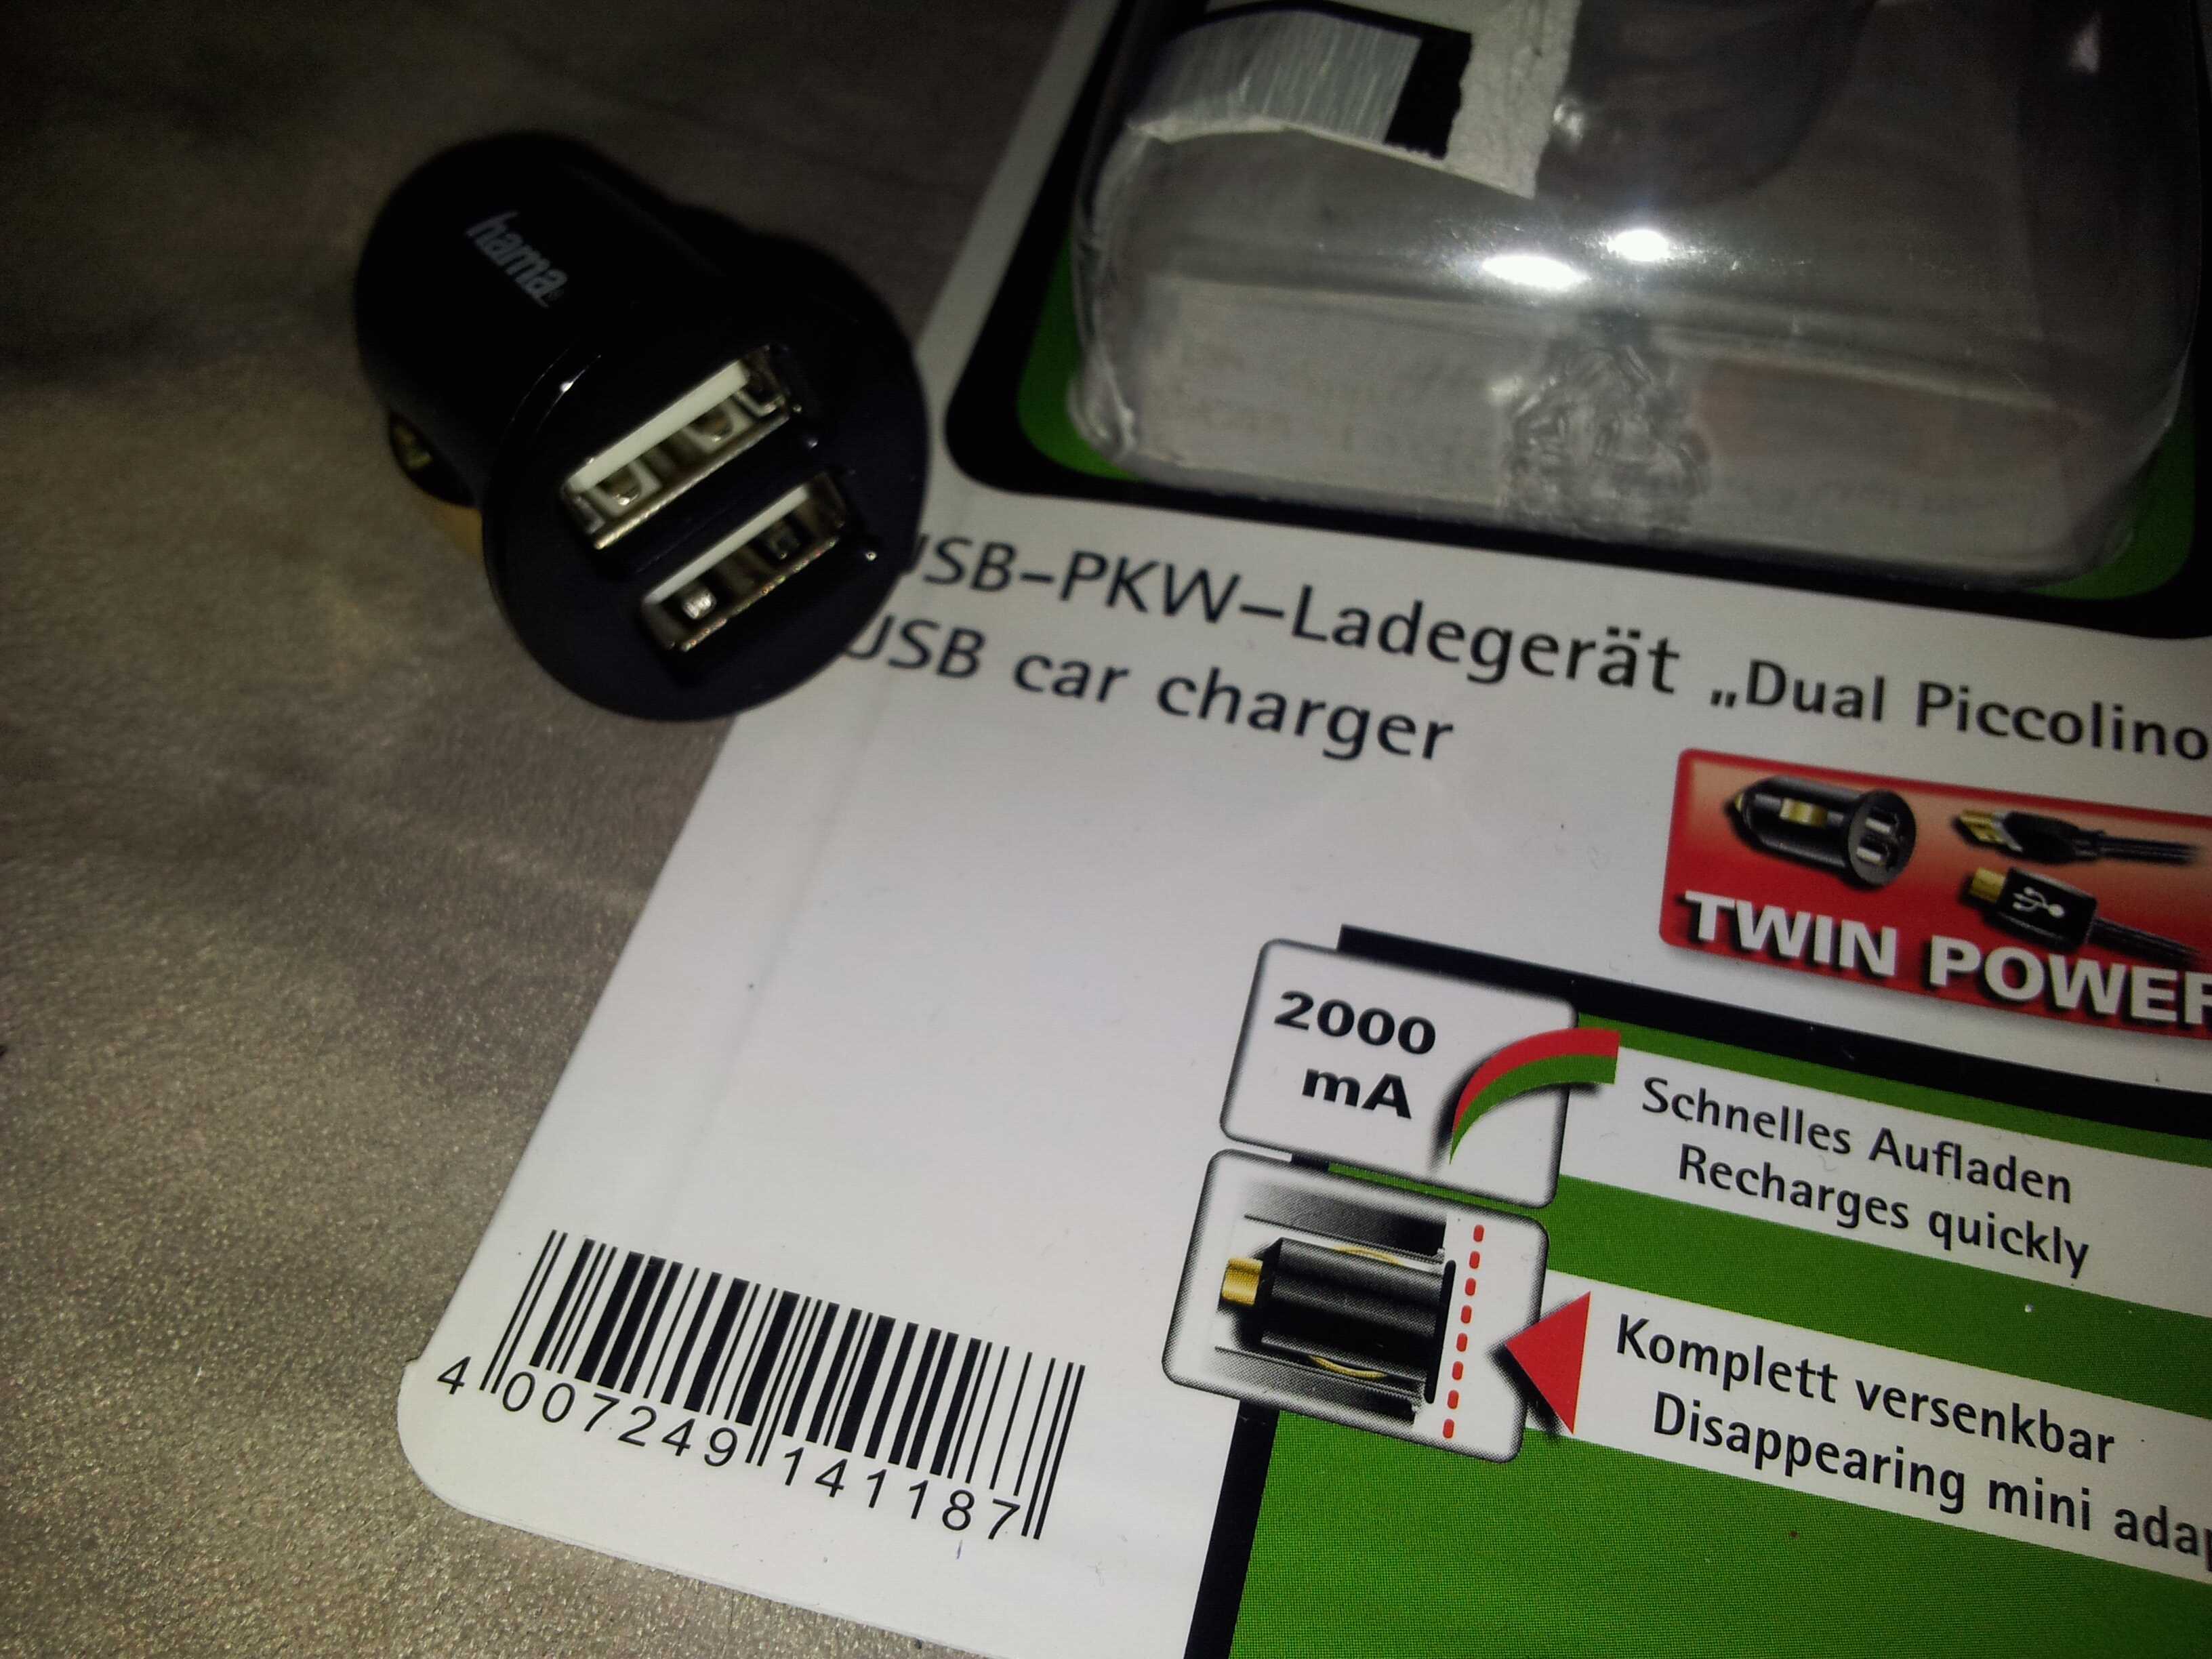 hama
USB-PKW-Ladegerät „Dual Piccolino
USB car charger
TWIN POWER
2000
mA
Schnelles Aufladen
Recharges quickly
Komplett versenkbar
Disappearing mini
4 007249 141187